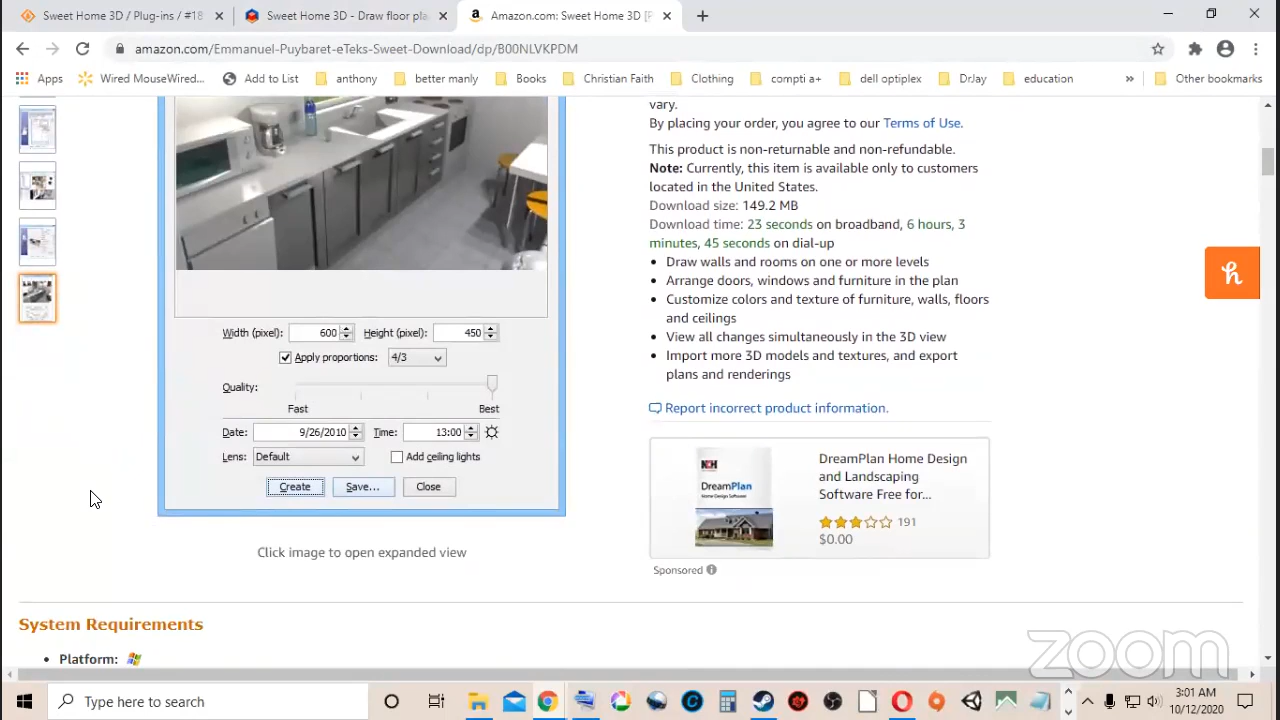 Sweet Home 3D / Plug-ins / #18
Sweet Home 3D - Draw floor pla
Amazon.com: Sweet Home 3D [
amazon.com/Emmanuel-Puybaret-eTeks-Sweet-Download/dp/B00NLVKPDM
Apps
Wired MouseWired...
Add to List
anthony
better manly
Books
Christian Faith
Clothing
compti a+
dell optiplex
DrJay
education
»
Other bookmarks
vary.
By placing your order, you agree to our Terms of Use.
This product is non-returnable and non-refundable.
Note: Currently, this item is available only to customers
located in the United States.
Download size: 149.2 MB
Download time: 23 seconds on broadband, 6 hours, 3
minutes, 45 seconds on dial-up
• Draw walls and rooms on one or more levels
• Arrange doors, windows and furniture in the plan
• Customize colors and texture of furniture, walls, floors
and ceilings
• View all changes simultaneously in the 3D view
• Import more 3D models and textures, and export
plans and renderings
Report incorrect product information.
Width (pixel): 600 Height (pixel): 450
Apply proportions: 4/3
Quality:
Fast Best
Date: 9/26/2010 Time: 13:00
Lens: Default Add ceiling lights
Create Save... Close
Click image to open expanded view
NCH
DreamPlan
Home Design Software
DreamPlan Home Design
and Landscaping
Software Free for...
191
$0.00
Sponsored
System Requirements
• Platform:
zoom
Type here to search
3:01 AM
10/12/2020